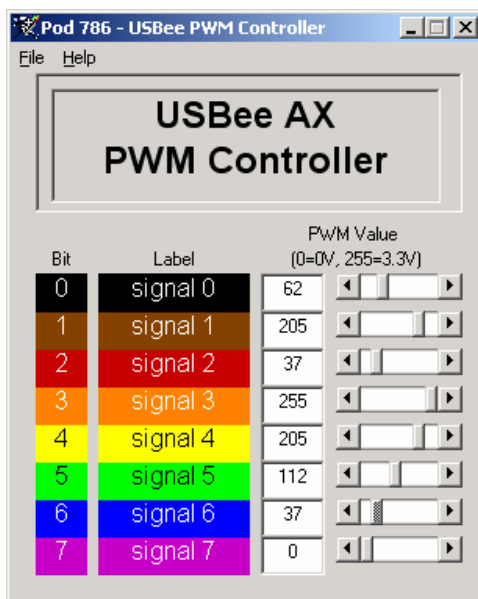 Pod 786 - USBee PWM Controller
File Help
USBee AX
PWM Controller
PWM Value
Bit Label (0=0V, 255=3.3V)
0 signal 0 62
1 signal 1 205
2 signal 2 37
3 signal 3 255
4 signal 4 205
5 signal 5 112
6 signal 6 37
7 signal 7 0